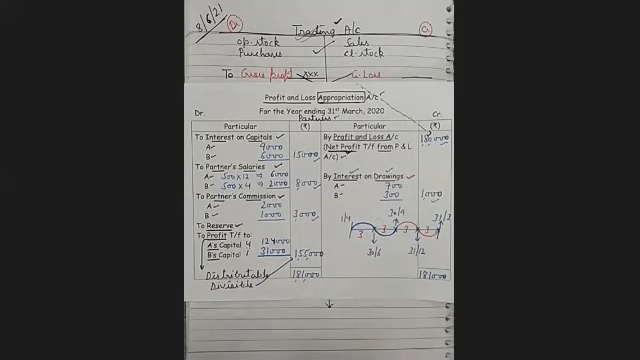 8/6/21
Dr Trading A/c Cr
op-stock Sales
Purchases cl-stock
To Gross profit xxx G-Loss
Profit and Loss Appropriation A/c
For the Year ending 31st March, 2020
Partners
Dr. Cr.
Particular (₹) Particular (₹)
To Interest on Capitals By Profit and Loss A/c 180000
A 9000 (Net Profit T/f from P & L
B 6000 15000 A/c)
To Partner's Salaries By Interest on Drawings
A 500 x 12 ⇒ 6000 A 700
B 500 x 4 ⇒ 2000 8000 B 300 1000
To Partner's Commission
A 2000
B 1000 3000
1/4 30/9 31/3
3 3 3 3
30/6 31/12
To Reserve
To Profit T/f to:
A's Capital 4 124000
B's Capital 1 31000 155000
181000 181000
Distributable
Divisible